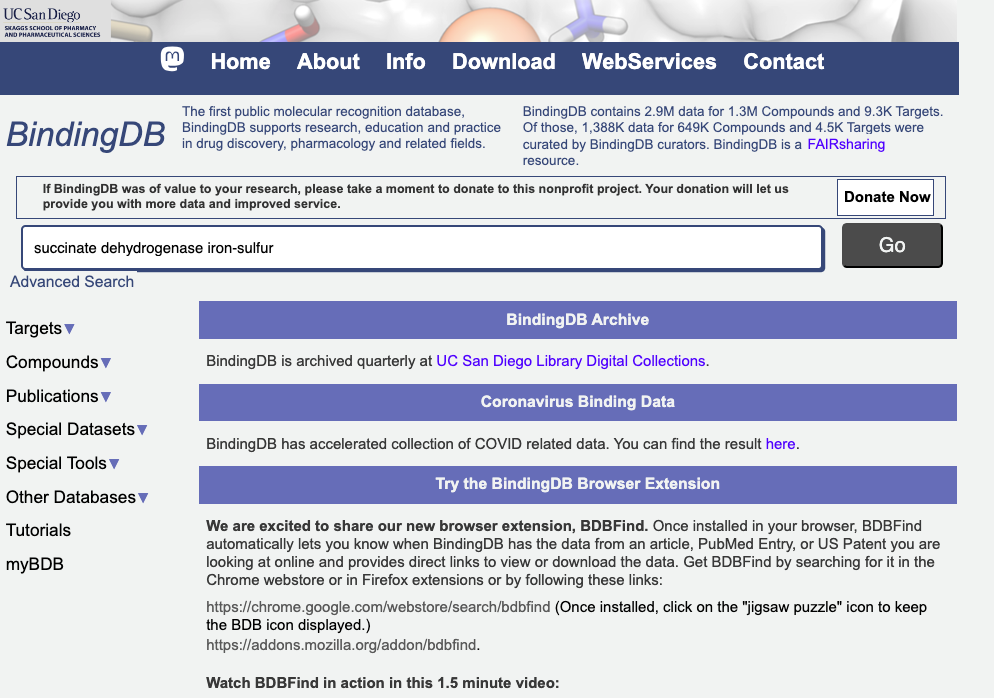 UC San Diego
SKAGGS SCHOOL OF PHARMACY
AND PHARMACEUTICAL SCIENCES
Home About Info Download WebServices Contact
BindingDB
The first public molecular recognition database,
BindingDB supports research, education and practice
in drug discovery, pharmacology and related fields.
BindingDB contains 2.9M data for 1.3M Compounds and 9.3K Targets.
Of those, 1,388K data for 649K Compounds and 4.5K Targets were
curated by BindingDB curators. BindingDB is a FAIRsharing
resource.
If BindingDB was of value to your research, please take a moment to donate to this nonprofit project. Your donation will let us
provide you with more data and improved service.
Donate Now
succinate dehydrogenase iron-sulfur
Go
Advanced Search
Targets▼
Compounds▼
Publications▼
Special Datasets▼
Special Tools▼
Other Databases▼
Tutorials
myBDB
BindingDB Archive
BindingDB is archived quarterly at UC San Diego Library Digital Collections.
Coronavirus Binding Data
BindingDB has accelerated collection of COVID related data. You can find the result here.
Try the BindingDB Browser Extension
We are excited to share our new browser extension, BDBFind. Once installed in your browser, BDBFind
automatically lets you know when BindingDB has the data from an article, PubMed Entry, or US Patent you are
looking at online and provides direct links to view or download the data. Get BDBFind by searching for it in the
Chrome webstore or in Firefox extensions or by following these links:
https://chrome.google.com/webstore/search/bdbfind (Once installed, click on the "jigsaw puzzle" icon to keep
the BDB icon displayed.)
https://addons.mozilla.org/addon/bdbfind.
Watch BDBFind in action in this 1.5 minute video: